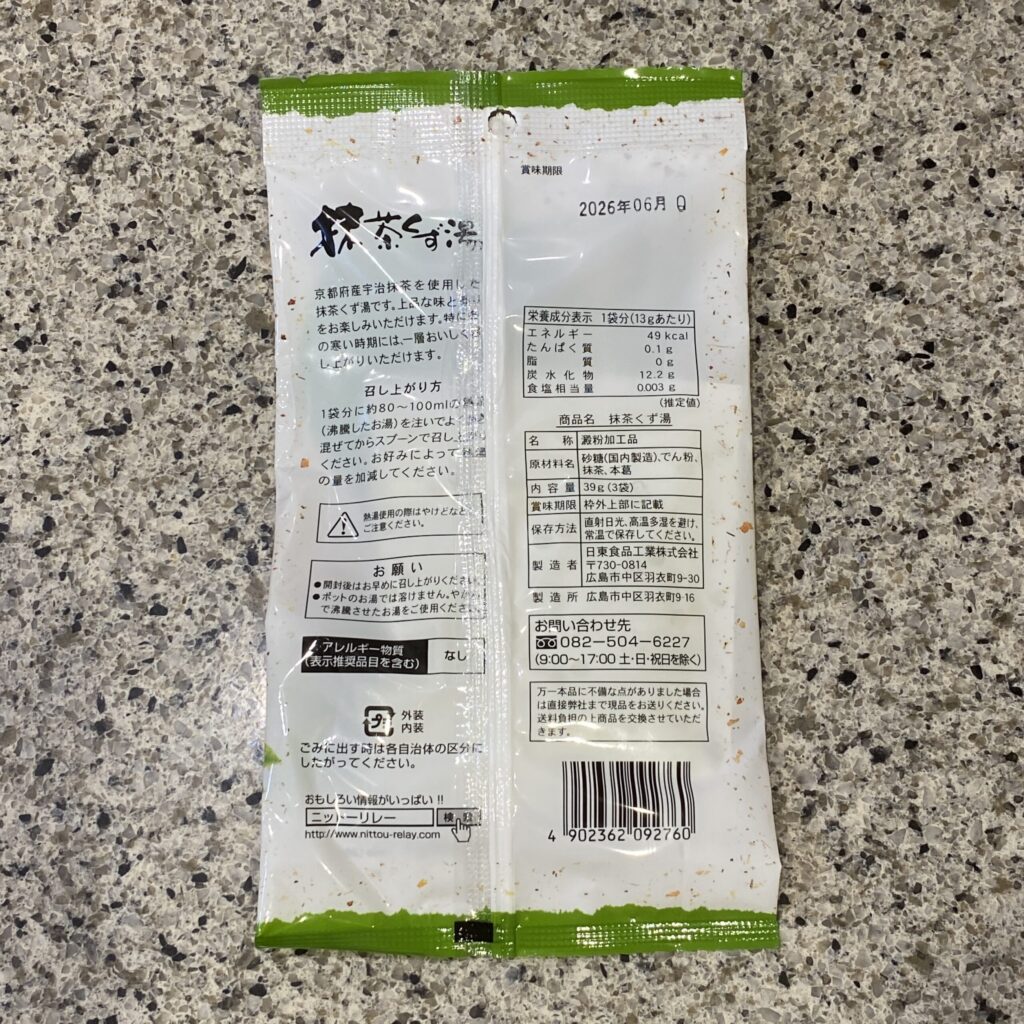 抹茶くず湯
京都府産宇治抹茶を使用した
抹茶くず湯です。上品な味と
をお楽しみいただけます。特に
の寒い時期には、一層おいしく
し上がりいただけます。
召し上がり方
1袋分に約80～100mlの
(沸騰したお湯)を注いでよく
混ぜてからスプーンで召し上がり
ください。お好みによって
の量を加減してください。
熱湯使用の際はやけどなど
ご注意ください。
お願い
●開封後はお早めに召し上がりください。
●ポットのお湯では溶けません。やかん
で沸騰させたお湯をご使用ください。
アレルギー物質
(表示推奨品目を含む)
なし
プラ
外装
内装
ごみに出す時は各自治体の区分に
したがってください。
おもしろい情報がいっぱい!!
ニットーリレー 検索
http://www.nittou-relay.com
賞味期限
2026年06月
栄養成分表示 1袋分(13gあたり)
エネルギー 49 kcal
たんぱく質 0.1 g
脂質 0 g
炭水化物 12.2 g
食塩相当量 0.003 g
(推定値)
商品名 抹茶くず湯
名称 澱粉加工品
原材料名 砂糖(国内製造)、でん粉、
抹茶、本葛
内容量 39g(3袋)
賞味期限 枠外上部に記載
保存方法 直射日光、高温多湿を避け、
常温で保存してください。
製造者 日東食品工業株式会社
〒730-0814
広島市中区羽衣町9-30
製造所 広島市中区羽衣町9-16
お問い合わせ先
082-504-6227
(9:00～17:00 土・日・祝日を除く)
万一本品に不備な点がありました場合
は直接弊社まで現品をお送りください。
送料負担の上商品を交換させていただ
きます。
4 902362 092760